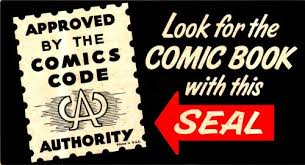 APPROVED
BY THE
COMICS
CODE
CA
AUTHORITY
Look for the
COMIC BOOK
with this
SEAL